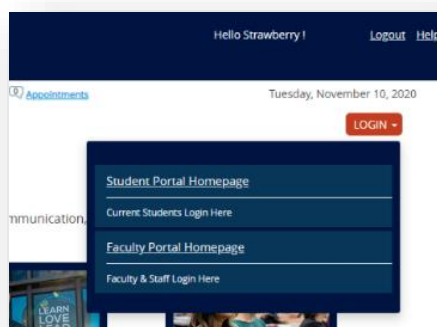 Hello Strawberry ! Logout Help
Appointments Tuesday, November 10, 2020
LOGIN
Student Portal Homepage
Current Students Login Here
mmunication,
Faculty Portal Homepage
Faculty & Staff Login Here
LEARN
LOVE